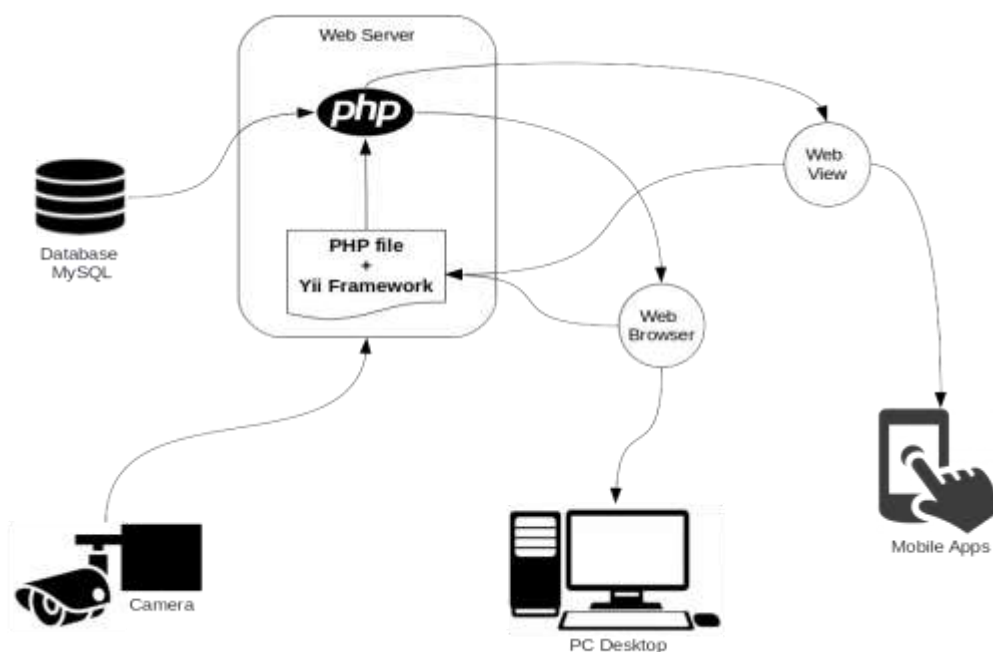 Web Server
php
Web
View
Database
MySQL
PHP file
+
Yii Framework
Web
Browser
Mobile Apps
Camera
PC Desktop